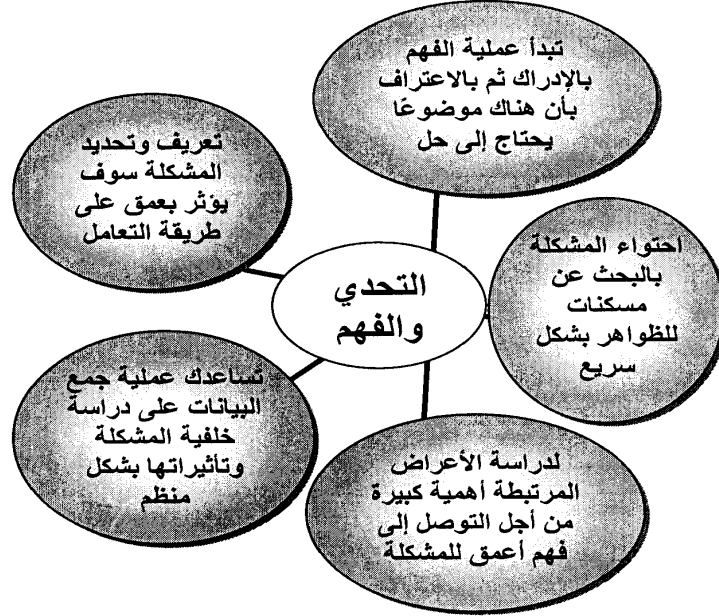 تبدأ عملية الفهم
بالإدراك ثم بالاعتراف
بأن هناك موضوعًا
يحتاج إلى حل
احتواء المشكلة
بالبحث عن
مسكنات
للظواهر بشكل
سريع
لدراسة الأعراض
المرتبطة أهمية كبيرة
من أجل التوصل إلى
فهم أعمق للمشكلة
تساعدك عملية جمع
البيانات على دراسة
خلفية المشكلة
وتأثيراتها بشكل
منظم
تعريف وتحديد
المشكلة سوف
يؤثر بعمق على
طريقة التعامل
التحدي
والفهم